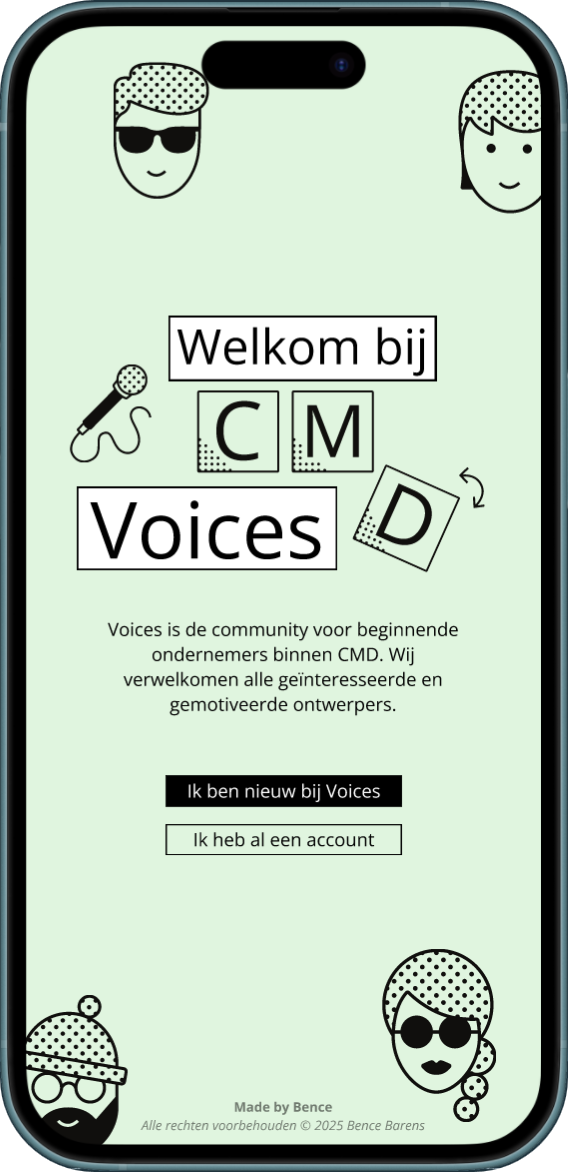 Welkom bij
C M
Voices D
Voices is de community voor beginnende
ondernemers binnen CMD. Wij
verwelkomen alle geïnteresseerde en
gemotiveerde ontwerpers.
Ik ben nieuw bij Voices
Ik heb al een account
Made by Bence
Alle rechten voorbehouden © 2025 Bence Barens